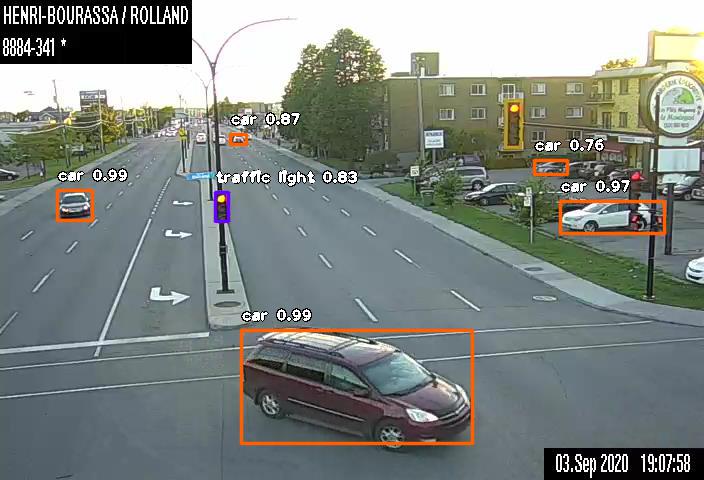 HENRI-BOURASSA / ROLLAND
8884-341 *
car 0.87
car 0.76
car 0.99
traffic light 0.83
car 0.97
car 0.99
03.Sep 2020 19:07:58